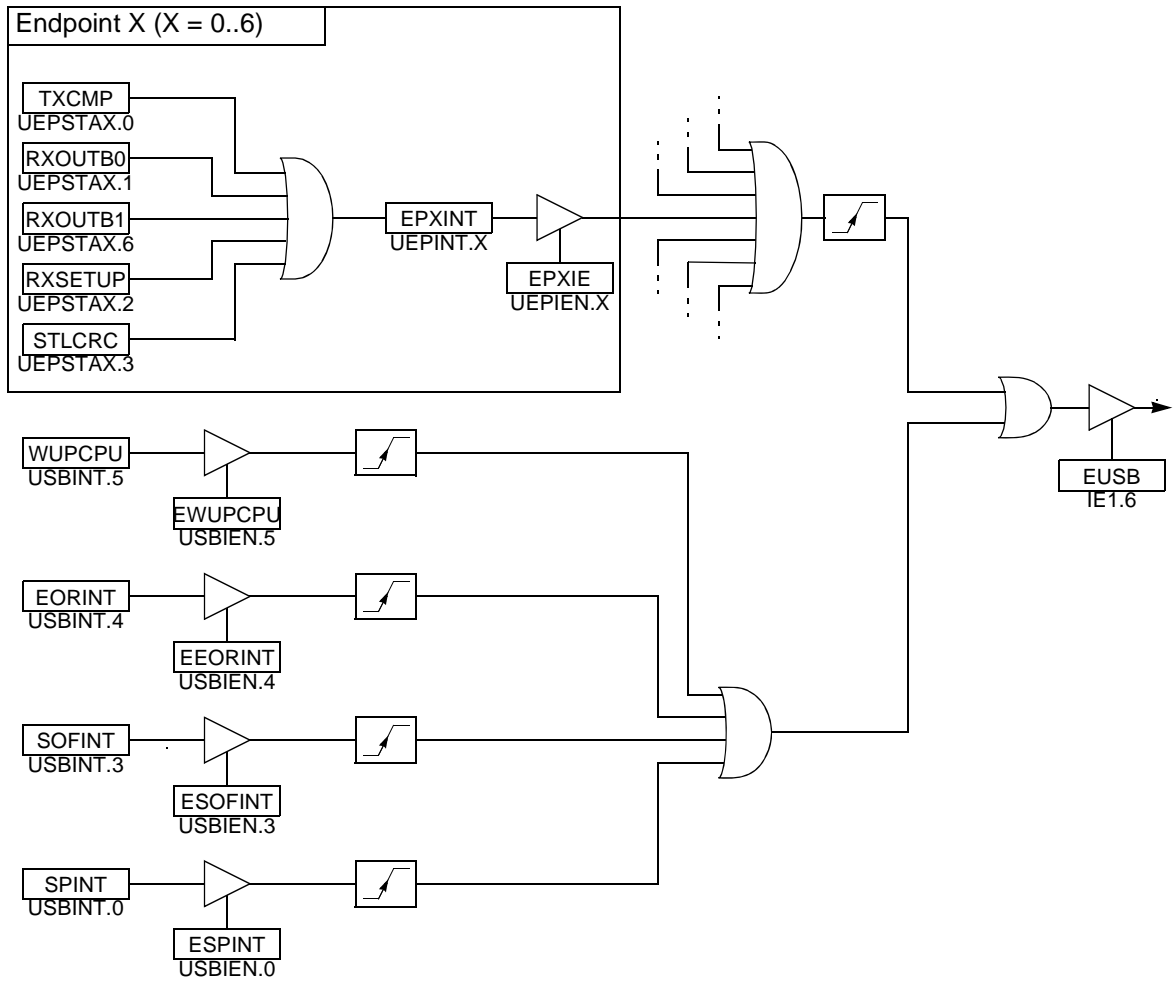 Endpoint X (X = 0..6)
TXCMP
UEPSTAX.0
RXOUTB0
UEPSTAX.1
RXOUTB1
UEPSTAX.6
RXSETUP
UEPSTAX.2
STLCRC
UEPSTAX.3
EPXINT
UEPINT.X
EPXIE
UEPIEN.X
WUPCPU
USBINT.5
EWUPCPU
USBIEN.5
EUSB
IE1.6
EORINT
USBINT.4
EEORINT
USBIEN.4
SOFINT
USBINT.3
ESOFINT
USBIEN.3
SPINT
USBINT.0
ESPINT
USBIEN.0